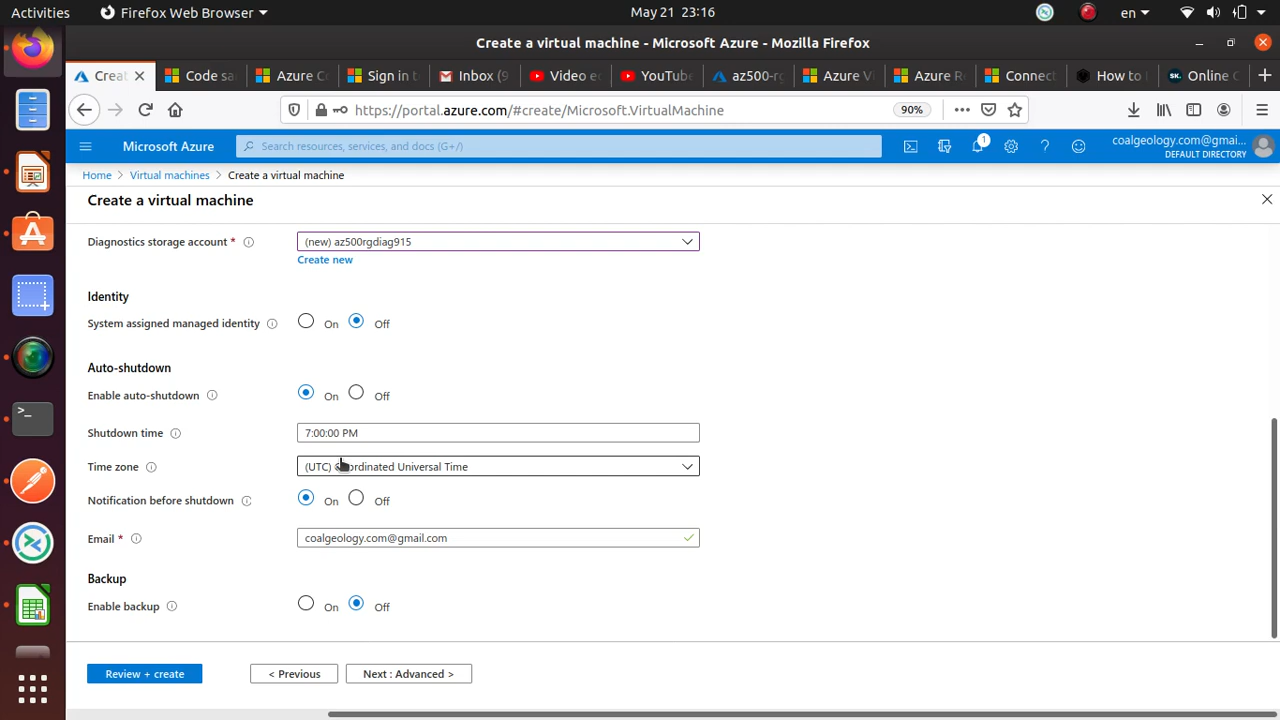 Activities
Firefox Web Browser
May 21 23:16
en
Create a virtual machine - Microsoft Azure - Mozilla Firefox
Creat
Code sa
Azure C
Sign in t
Inbox (9
Video e
YouTube
az500-r
Azure V
Azure R
Connect
How to
SK.
Online C
https://portal.azure.com/#create/Microsoft.VirtualMachine
90%
Microsoft Azure
Search resources, services, and docs (G+/)
1
coalgeology.com@gmai...
DEFAULT DIRECTORY
Home > Virtual machines > Create a virtual machine
Create a virtual machine
Diagnostics storage account *
(new) az500rgdiag915
Create new
Identity
System assigned managed identity
On
Off
Auto-shutdown
Enable auto-shutdown
On
Off
Shutdown time
7:00:00 PM
Time zone
(UTC) Coordinated Universal Time
Notification before shutdown
On
Off
Email *
coalgeology.com@gmail.com
Backup
Enable backup
On
Off
Review + create
< Previous
Next : Advanced >